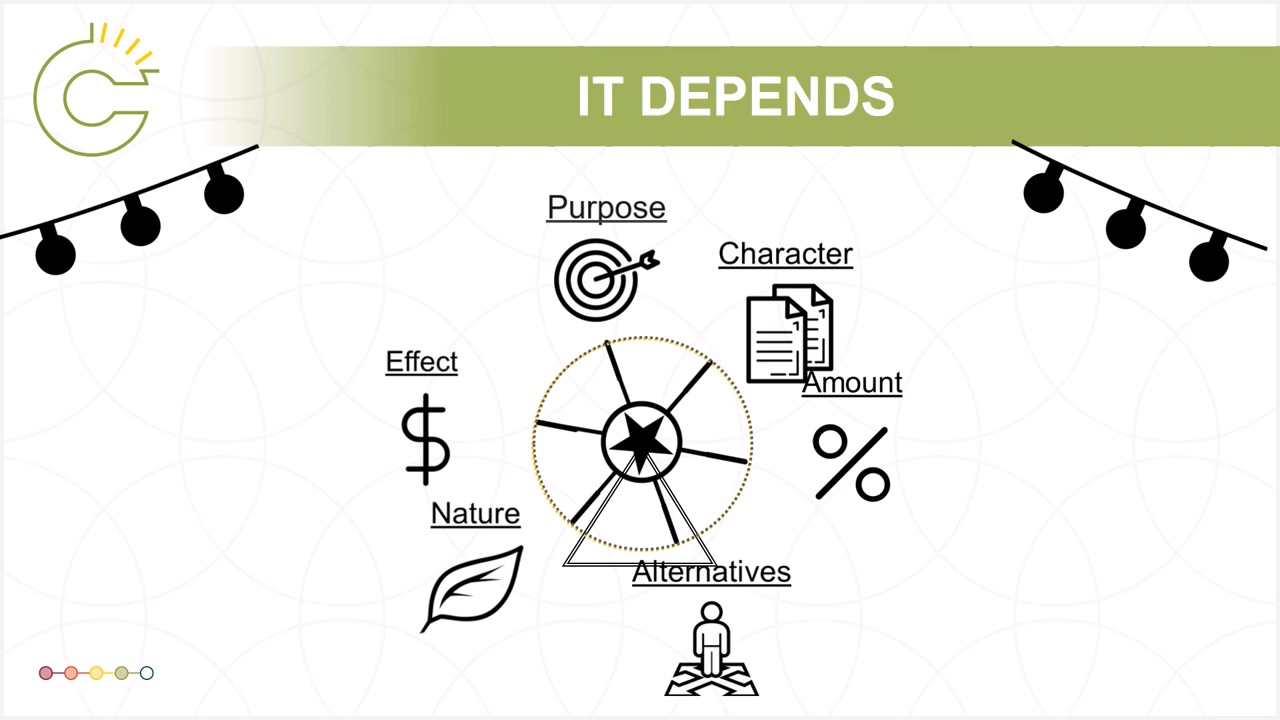 IT DEPENDS
Purpose
Character
Effect
Amount
Nature
Alternatives